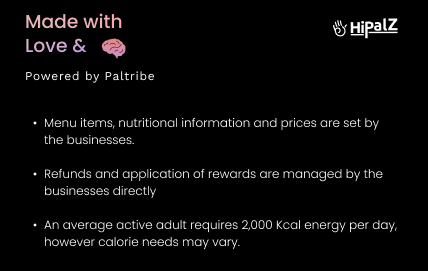 Made with
Love &
HipalZ
Powered by Paltribe
• Menu items, nutritional information and prices are set by
the businesses.
• Refunds and application of rewards are managed by the
businesses directly
• An average active adult requires 2,000 Kcal energy per day,
however calorie needs may vary.